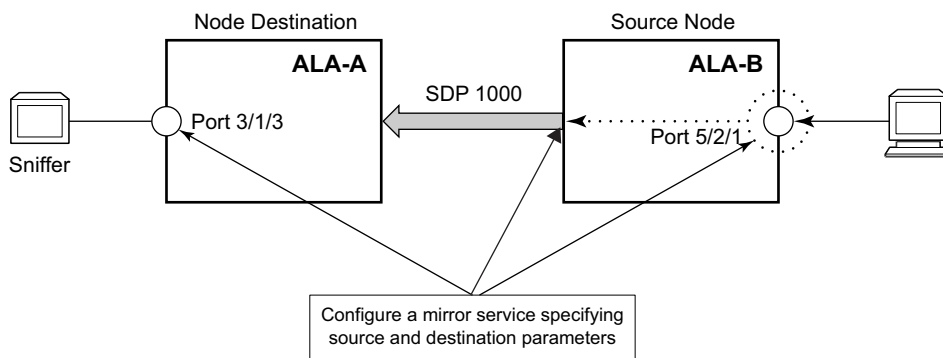 Node Destination
Source Node
ALA-A
ALA-B
SDP 1000
Port 3/1/3
Port 5/2/1
Sniffer
Configure a mirror service specifying
source and destination parameters